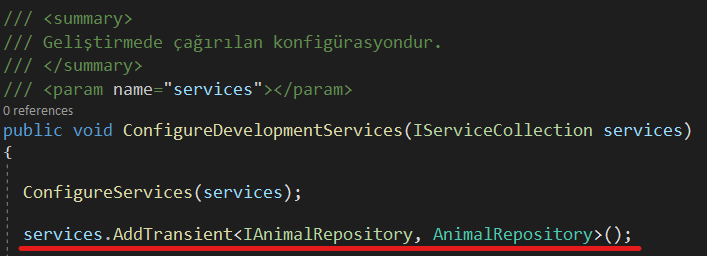 /// <summary>
/// Geliştirmede çağırılan konfigürasyondur.
/// </summary>
/// <param name="services"></param>
0 references
public void ConfigureDevelopmentServices(IServiceCollection services)
{
ConfigureServices(services);
services.AddTransient<IAnimalRepository, AnimalRepository>();